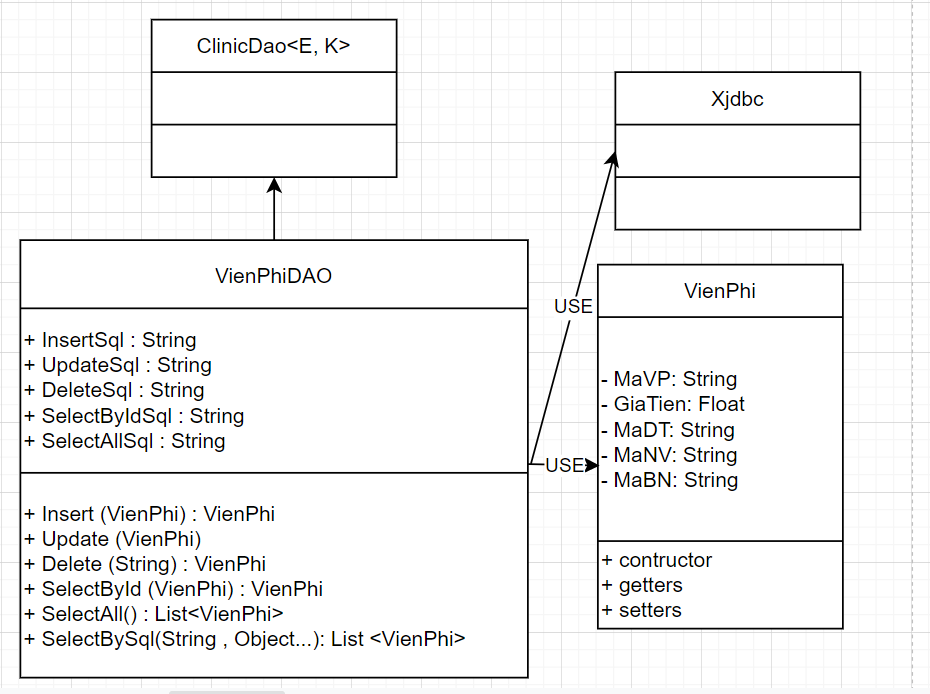 ClinicDao<E, K>
Xjdbc
VienPhiDAO
+ InsertSql : String
+ UpdateSql : String
+ DeleteSql : String
+ SelectByIdSql : String
+ SelectAllSql : String
+ Insert (VienPhi) : VienPhi
+ Update (VienPhi)
+ Delete (String) : VienPhi
+ SelectById (VienPhi) : VienPhi
+ SelectAll() : List<VienPhi>
+ SelectBySql(String , Object...): List <VienPhi>
USE
USE
VienPhi
- MaVP: String
- GiaTien: Float
- MaDT: String
- MaNV: String
- MaBN: String
+ contructor
+ getters
+ setters